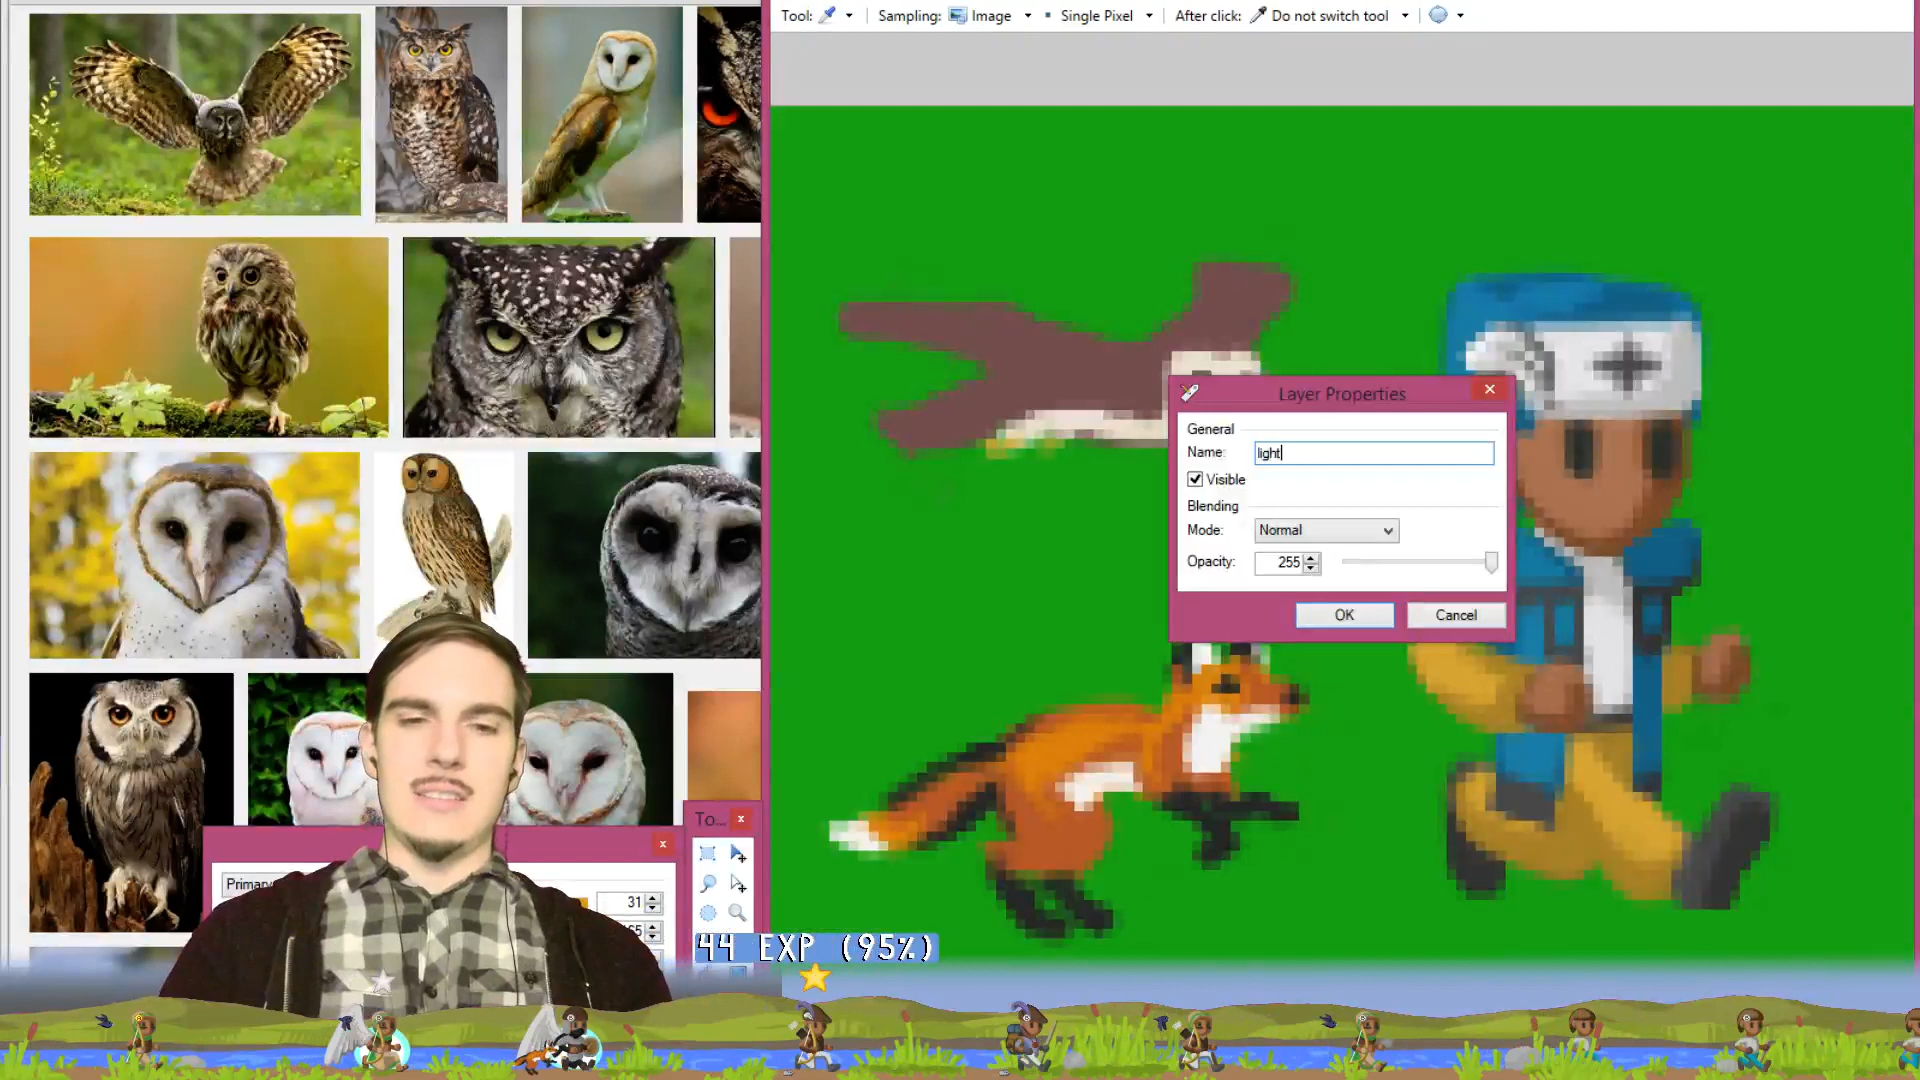 Tool: Sampling: Image Single Pixel After click: Do not switch tool
Layer Properties
General
Name: light
Visible
Blending
Mode: Normal
Opacity: 255
OK Cancel
To...
31
44 EXP (95%)